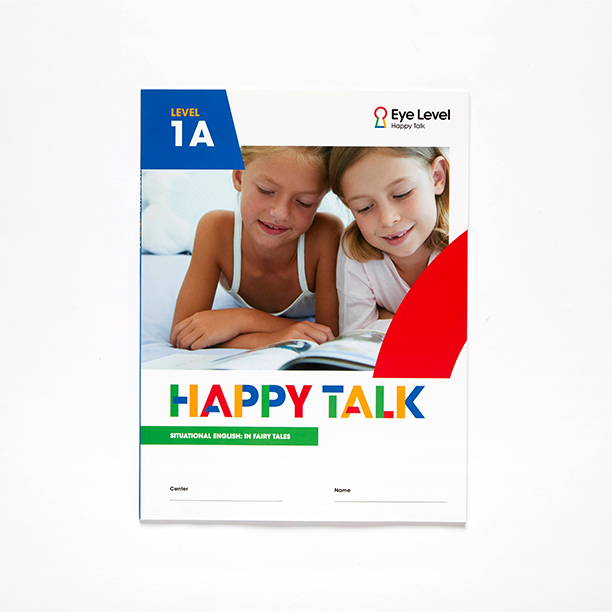 LEVEL
1A
Eye Level
Happy Talk
HAPPY TALK
SITUATIONAL ENGLISH: IN FAIRY TALES
Center
Name